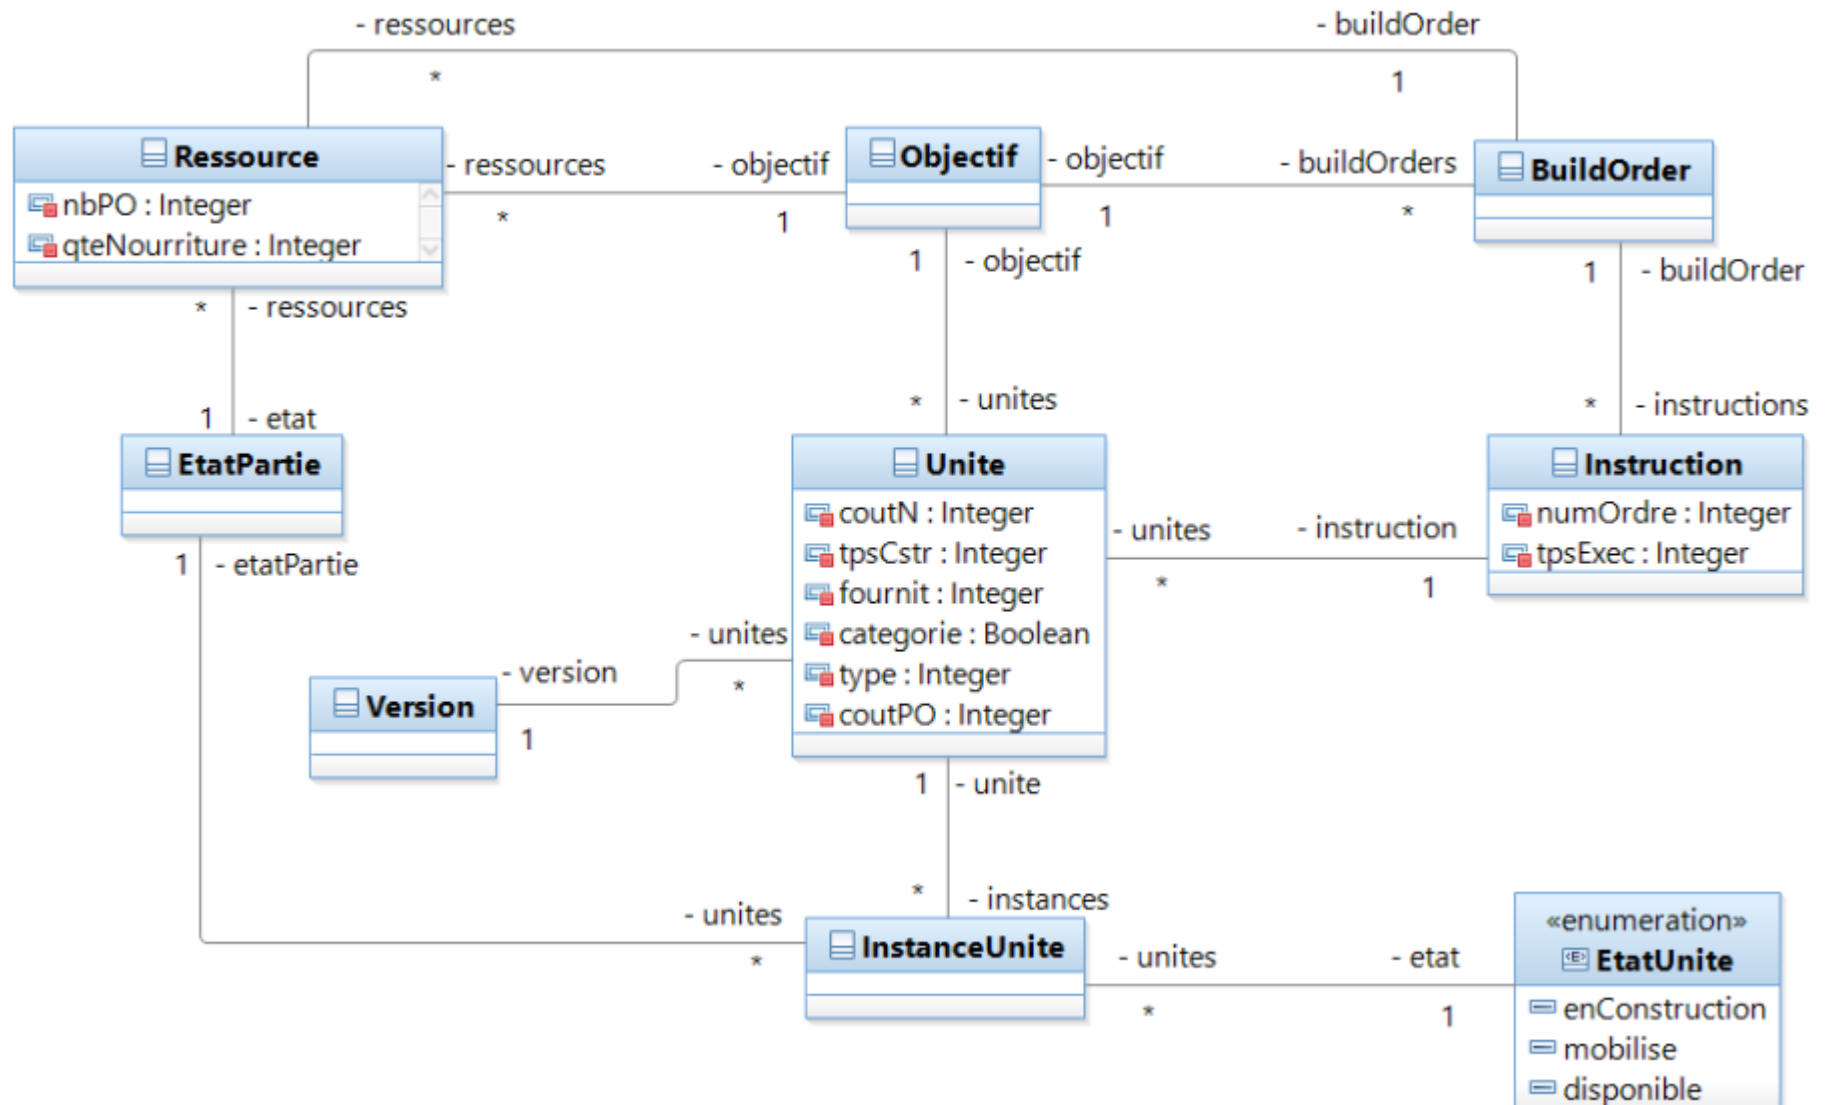 - ressources
- buildOrder
*
1
Ressource
nbPO : Integer
qteNourriture : Integer
- ressources
*
- objectif
1
Objectif
- objectif
1
- buildOrders
*
BuildOrder
* - ressources
1 - objectif
1 - buildOrder
1 - etat
* - unites
* - instructions
EtatPartie
Unite
coutN : Integer
tpsCstr : Integer
fournit : Integer
categorie : Boolean
type : Integer
coutPO : Integer
Instruction
numOrdre : Integer
tpsExec : Integer
- unites
*
- instruction
1
1 - etatPartie
- unites
*
- version
1
Version
1 - unite
* - instances
- unites
*
InstanceUnite
- unites
*
- etat
1
«enumeration»
EtatUnite
enConstruction
mobilise
disponible